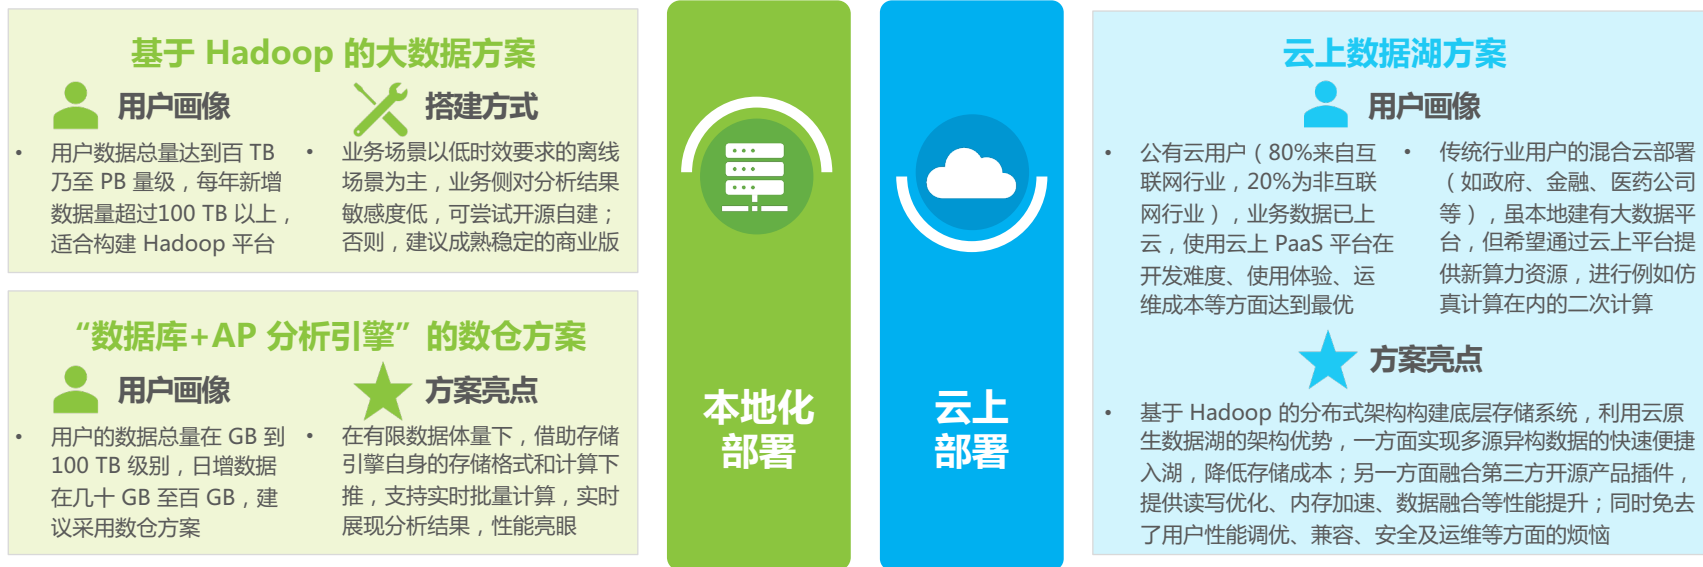 基于 Hadoop 的大数据方案
用户画像
• 用户数据总量达到百 TB
乃至 PB 量级，每年新增
数据量超过100 TB 以上，
适合构建 Hadoop 平台
搭建方式
• 业务场景以低时效要求的离线
场景为主，业务侧对分析结果
敏感度低，可尝试开源自建；
否则，建议成熟稳定的商业版
“数据库+AP 分析引擎”的数仓方案
用户画像
• 用户的数据总量在 GB 到
100 TB 级别，日增数据
在几十 GB 至百 GB，建
议采用数仓方案
方案亮点
• 在有限数据体量下，借助存储
引擎自身的存储格式和计算下
推，支持实时批量计算，实时
展现分析结果，性能亮眼
本地化
部署
云上
部署
云上数据湖方案
用户画像
• 公有云用户（80%来自互
联网行业，20%为非互联
网行业），业务数据已上
云，使用云上 PaaS 平台在
开发难度、使用体验、运
维成本等方面达到最优
• 传统行业用户的混合云部署
（如政府、金融、医药公司
等），虽本地建有大数据平
台，但希望通过云上平台提
供新算力资源，进行例如仿
真计算在内的二次计算
方案亮点
• 基于 Hadoop 的分布式架构构建底层存储系统，利用云原
生数据湖的架构优势，一方面实现多源异构数据的快速便捷
入湖，降低存储成本；另一方面融合第三方开源产品插件，
提供读写优化、内存加速、数据融合等性能提升；同时免去
了用户性能调优、兼容、安全及运维等方面的烦恼